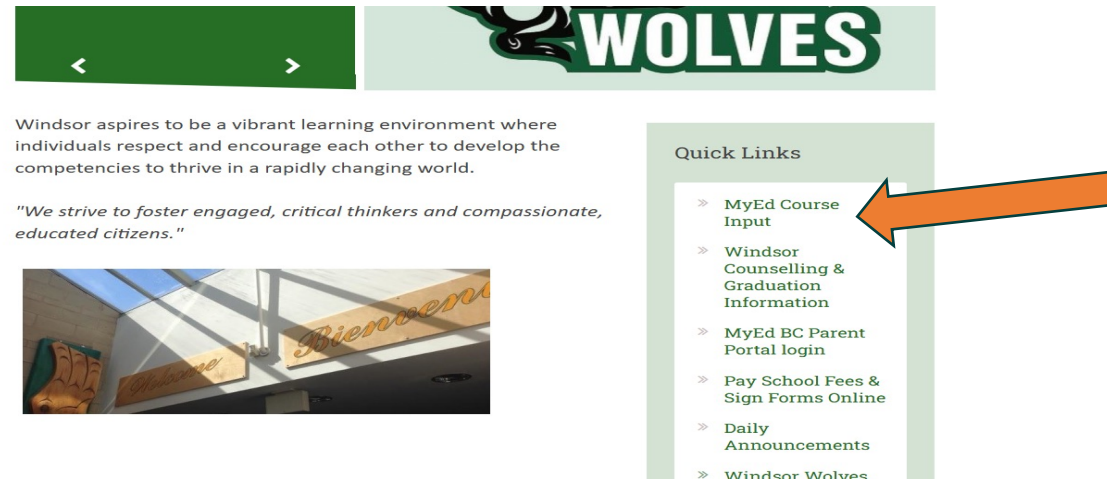 WOLVES
Windsor aspires to be a vibrant learning environment where
individuals respect and encourage each other to develop the
competencies to thrive in a rapidly changing world.
"We strive to foster engaged, critical thinkers and compassionate,
educated citizens."
Welcome
Bienvenu
Quick Links
MyEd Course
Input
Windsor
Counselling &
Graduation
Information
MyEd BC Parent
Portal login
Pay School Fees &
Sign Forms Online
Daily
Announcements
Windsor Wolves